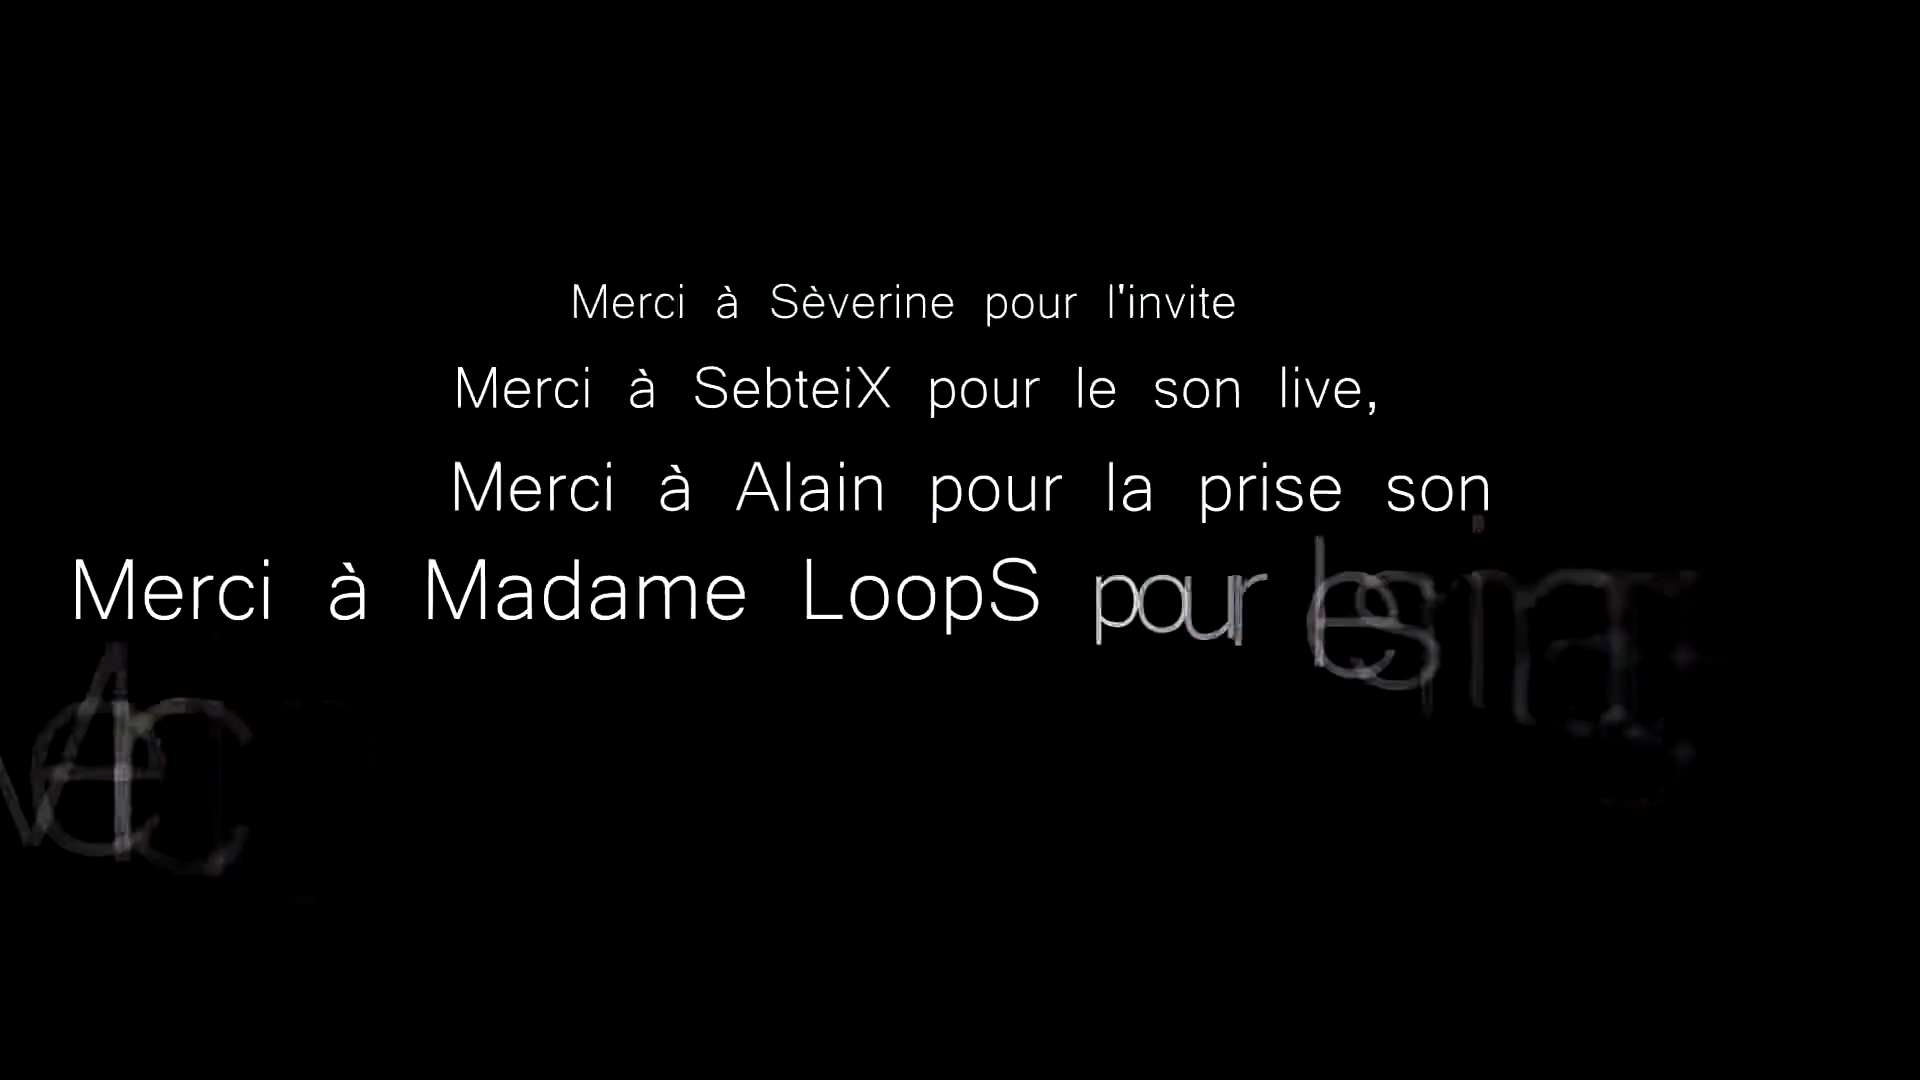 Merci à Sèverine pour l'invite
Merci à SebteiX pour le son live,
Merci à Alain pour la prise son
Merci à Madame LoopS pour les